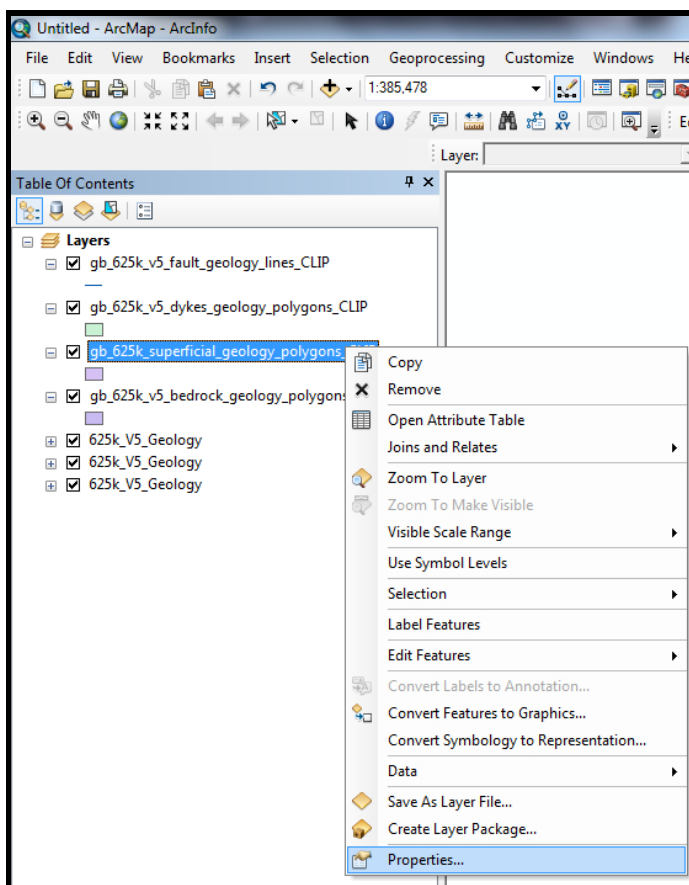 Untitled - ArcMap - ArcInfo
File Edit View Bookmarks Insert Selection Geoprocessing Customize Windows He
1:385,478
Layer:
Table Of Contents
Layers
gb_625k_v5_fault_geology_lines_CLIP
gb_625k_v5_dykes_geology_polygons_CLIP
gb_625k_superficial_geology_polygons_
gb_625k_v5_bedrock_geology_polygons
625k_V5_Geology
625k_V5_Geology
625k_V5_Geology
Copy
Remove
Open Attribute Table
Joins and Relates
Zoom To Layer
Zoom To Make Visible
Visible Scale Range
Use Symbol Levels
Selection
Label Features
Edit Features
Convert Labels to Annotation...
Convert Features to Graphics...
Convert Symbology to Representation...
Data
Save As Layer File...
Create Layer Package...
Properties...